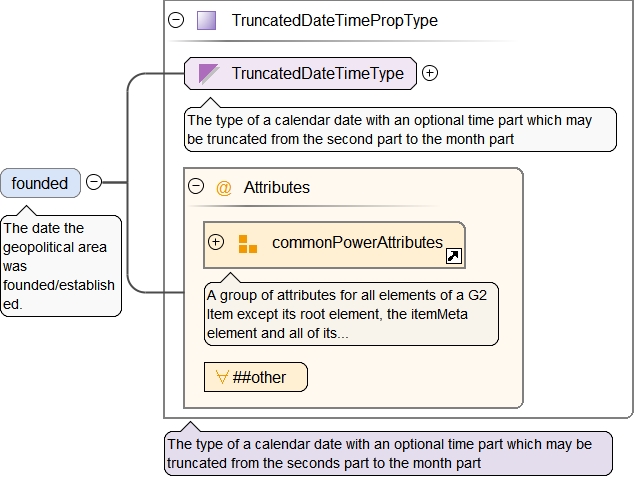 TruncatedDateTimePropType
TruncatedDateTimeType
The type of a calendar date with an optional time part which may
be truncated from the second part to the month part
founded
The date the
geopolitical area
was
founded/establish
ed.
@ Attributes
commonPowerAttributes
A group of attributes for all elements of a G2
Item except its root element, the itemMeta
element and all of its...
##other
The type of a calendar date with an optional time part which may be
truncated from the seconds part to the month part